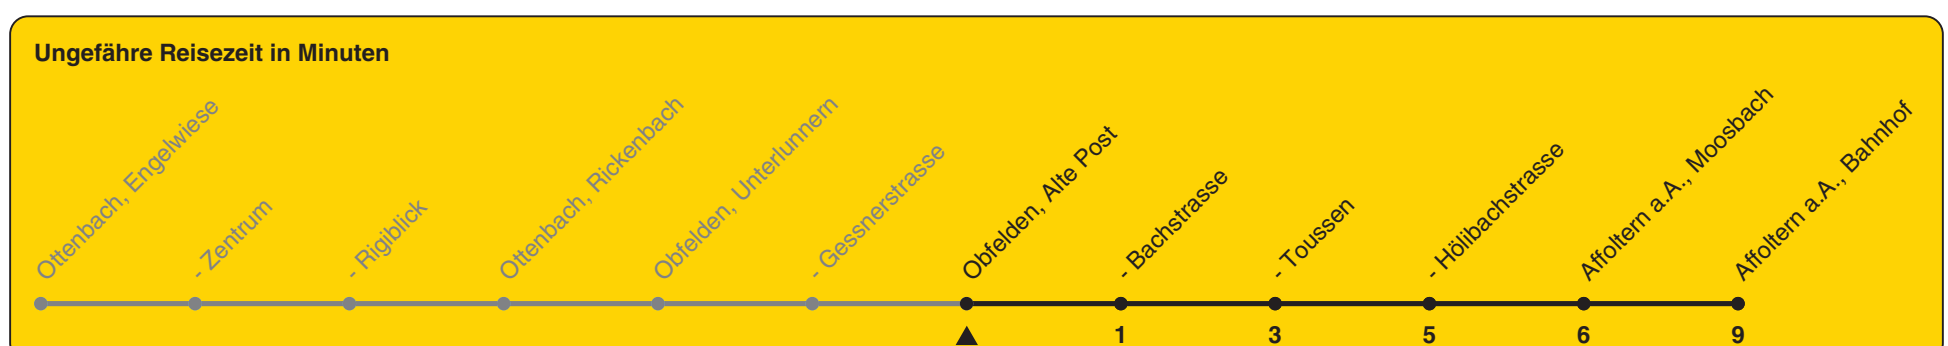 Ungefähre Reisezeit in Minuten
Ottenbach, Engelwiese
- Zentrum
- Rigiblick
Ottenbach, Rickenbach
Obfelden, Unterlunnern
- Gessnerstrasse
Obfelden, Alte Post
- Bachstrasse
- Toussen
- Hölibachstrasse
Affoltern a.A., Moosbach
Affoltern a.A., Bahnhof
1 3 5 6 9